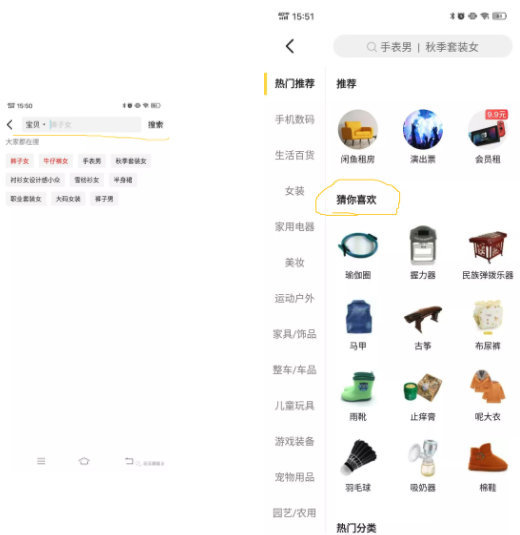 15:50
宝贝 · 裤子女
搜索
大家都在搜
裤子女 牛仔裤女 手表男 秋季套装女
衬衫女设计感小众 雪纺衫女 半身裙
职业套装女 大码女装 裤子男
15:51
手表男 | 秋季套装女
热门推荐
手机数码
生活百货
女装
家用电器
美妆
运动户外
家具/饰品
整车/车品
儿童玩具
游戏装备
宠物用品
园艺/农用
推荐
9.9元
闲鱼租房 演出票 会员租
猜你喜欢
瑜伽圈 握力器 民族弹拨乐器
马甲 古筝 布尿裤
雨靴 止痒膏 呢大衣
羽毛球 吸奶器 棉鞋
热门分类